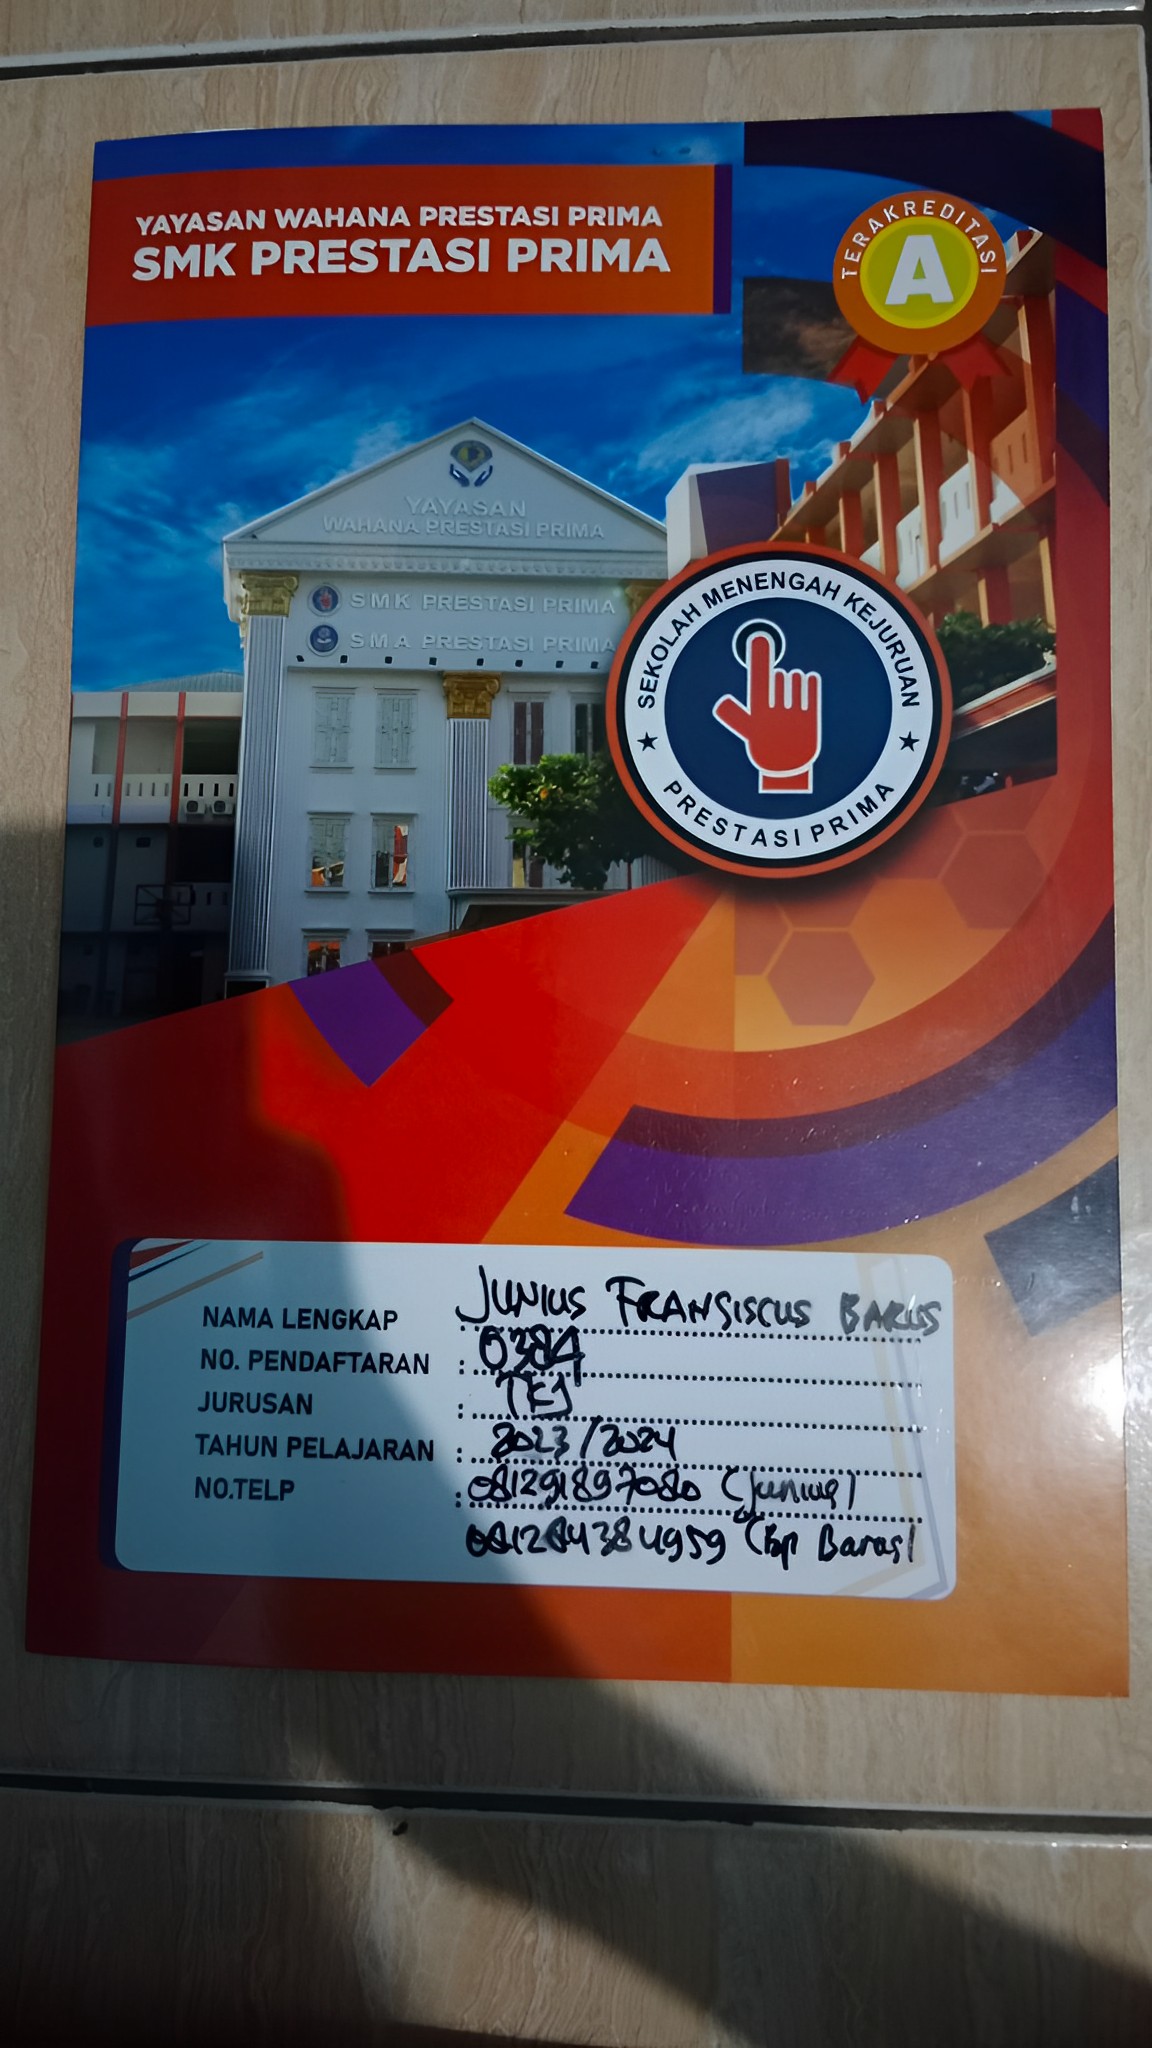 YAYASAN WAHANA PRESTASI PRIMA
SMK PRESTASI PRIMA
TERAKREDITASI
A
YAYASAN
WAHANA PRESTASI PRIMA
SMK PRESTASI PRIMA
SMA PRESTASI PRIMA
SEKOLAH MENENGAH KEJURUAN
★ PRESTASI PRIMA ★
NAMA LENGKAP : JUNIUS FRANSISCUS BARUS
NO. PENDAFTARAN : 0384
JURUSAN : TKJ
TAHUN PELAJARAN : 2023/2024
NO.TELP : 081291897080 (Junius)
081284384959 (Bp Barus)